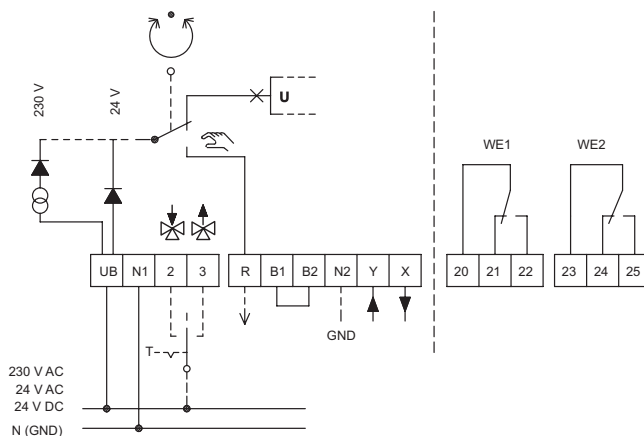 230 V
24 V
U
WE1
WE2
UB N1 2 3 R B1 B2 N2 Y X 20 21 22 23 24 25
GND
T
230 V AC
24 V AC
24 V DC
N (GND)